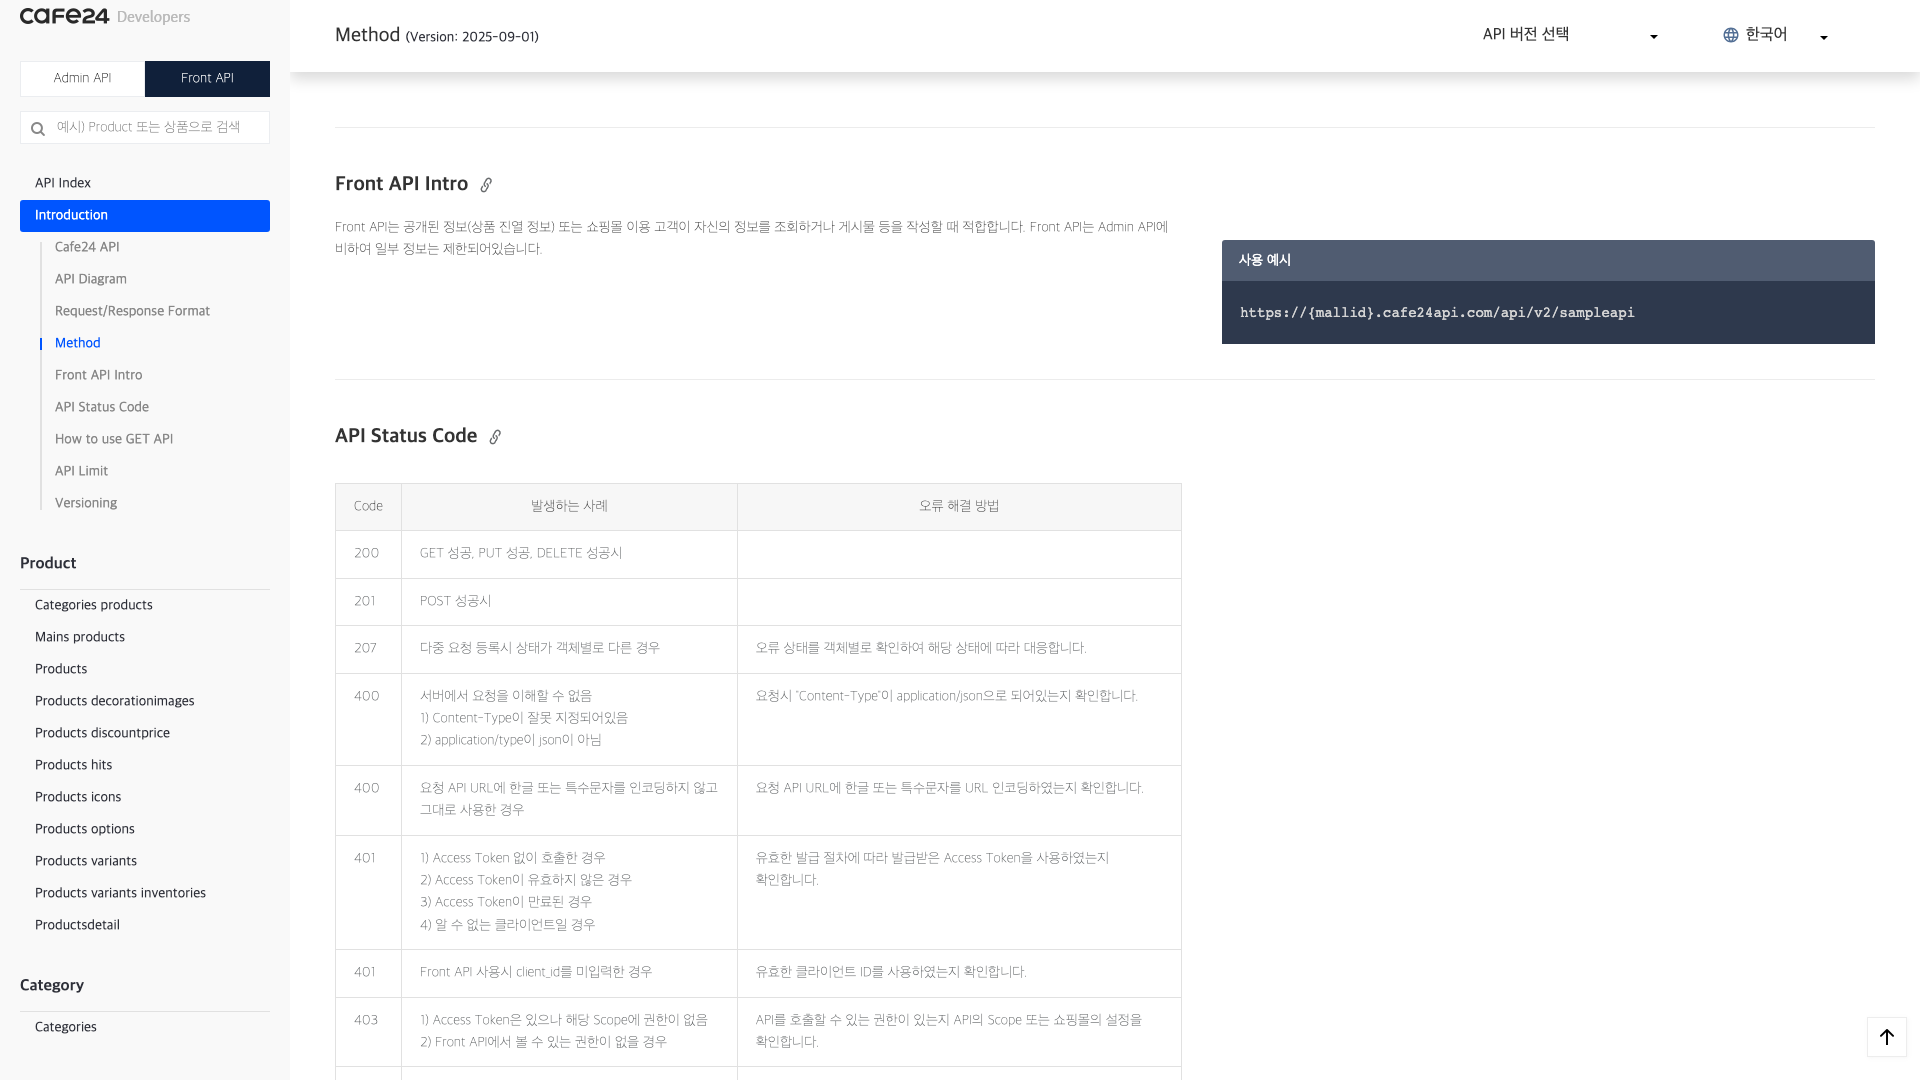 CAFE24 Developers
Admin API
Front API
예시) Product 또는 상품으로 검색
API Index
Introduction
Cafe24 API
API Diagram
Request/Response Format
Method
Front API Intro
API Status Code
How to use GET API
API Limit
Versioning
Product
Categories products
Mains products
Products
Products decorationimages
Products discountprice
Products hits
Products icons
Products options
Products variants
Products variants inventories
Productsdetail
Category
Categories
Method (Version: 2025-09-01)
API 버전 선택
한국어
Front API Intro
Front API는 공개된 정보(상품 진열 정보) 또는 쇼핑몰 이용 고객이 자신의 정보를 조회하거나 게시물 등을 작성할 때 적합합니다. Front API는 Admin API에
비하여 일부 정보는 제한되어있습니다.
사용 예시
https://{mallid}.cafe24api.com/api/v2/sampleapi
API Status Code
Code 발생하는 사례 오류 해결 방법
200 GET 성공, PUT 성공, DELETE 성공시
201 POST 성공시
207 다중 요청 등록시 상태가 객체별로 다른 경우 오류 상태를 객체별로 확인하여 해당 상태에 따라 대응합니다.
400 서버에서 요청을 이해할 수 없음 요청시 "Content-Type"이 application/json으로 되어있는지 확인합니다.
1) Content-Type이 잘못 지정되어있음
2) application/type이 json이 아님
400 요청 API URL에 한글 또는 특수문자를 인코딩하지 않고 요청 API URL에 한글 또는 특수문자를 URL 인코딩하였는지 확인합니다.
그대로 사용한 경우
401 1) Access Token 없이 호출한 경우 유효한 발급 절차에 따라 발급받은 Access Token을 사용하였는지
2) Access Token이 유효하지 않은 경우 확인합니다.
3) Access Token이 만료된 경우
4) 알 수 없는 클라이언트일 경우
401 Front API 사용시 client_id를 미입력한 경우 유효한 클라이언트 ID를 사용하였는지 확인합니다.
403 1) Access Token은 있으나 해당 Scope에 권한이 없음 API를 호출할 수 있는 권한이 있는지 API의 Scope 또는 쇼핑몰의 설정을
2) Front API에서 볼 수 있는 권한이 없을 경우 확인합니다.